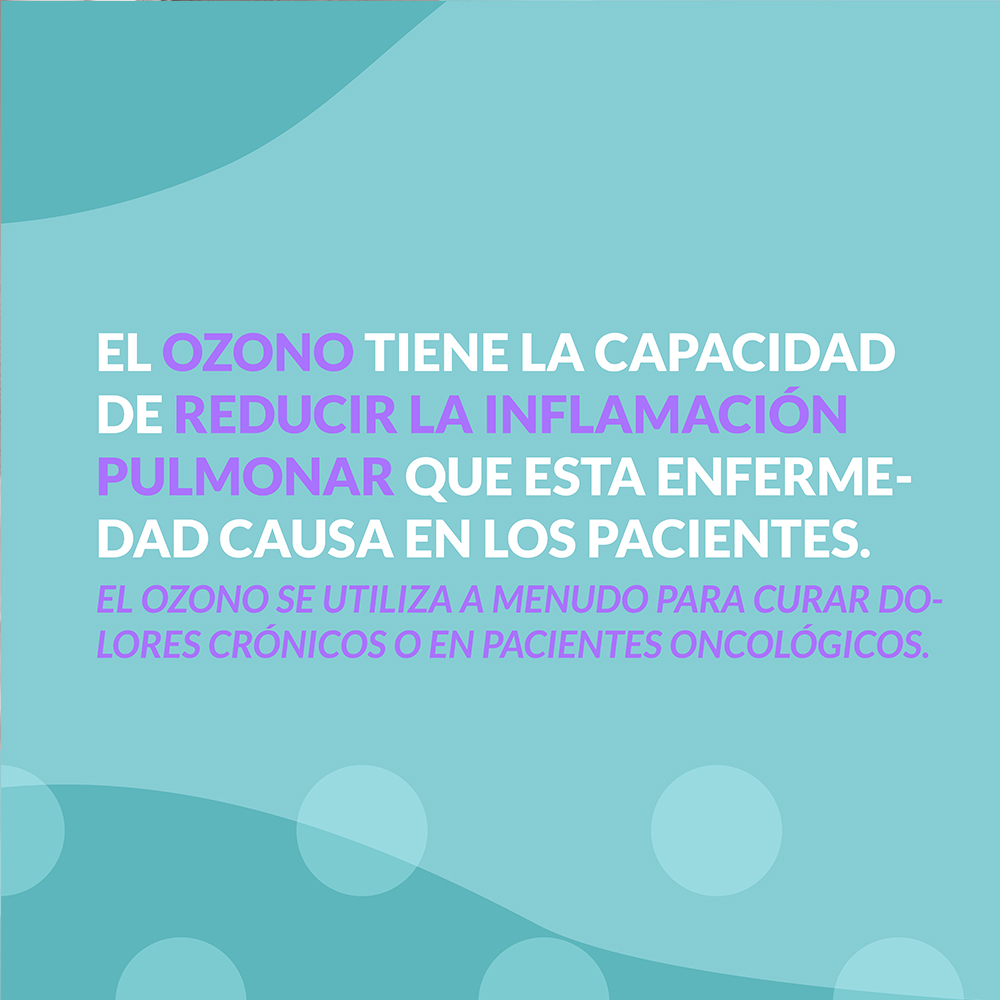 EL OZONO TIENE LA CAPACIDAD
DE REDUCIR LA INFLAMACIÓN
PULMONAR QUE ESTA ENFERME-
DAD CAUSA EN LOS PACIENTES.
EL OZONO SE UTILIZA A MENUDO PARA CURAR DO-
LORES CRÓNICOS O EN PACIENTES ONCOLÓGICOS.